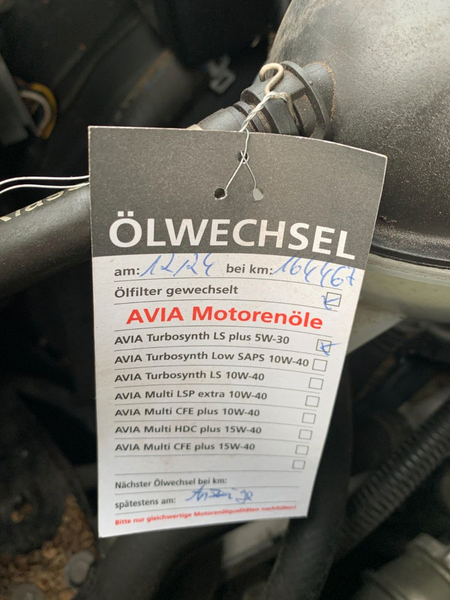 ÖLWECHSEL
am: 12/24 bei km: 164467
Ölfilter gewechselt
AVIA Motorenöle
AVIA Turbosynth LS plus 5W-30
AVIA Turbosynth Low SAPS 10W-40
AVIA Turbosynth LS 10W-40
AVIA Multi LSP extra 10W-40
AVIA Multi CFE plus 10W-40
AVIA Multi HDC plus 15W-40
AVIA Multi CFE plus 15W-40
Nächster Ölwechsel bei km:
spätestens am:
Bitte nur gleichwertige Motorenölqualitäten nachfüllen!